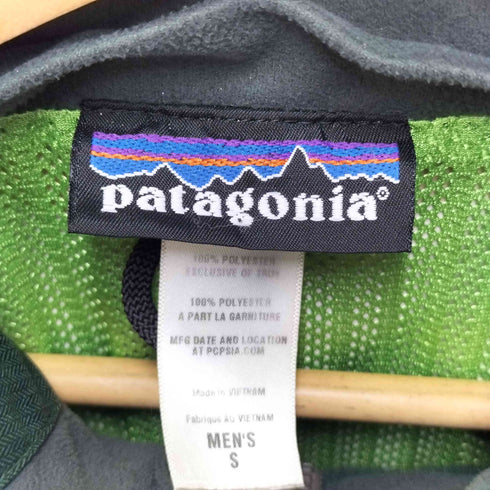 patagonia®
100% POLYESTER
EXCLUSIVE OF TRIM
100% POLYESTER
A PART LA GARNITURE
MFG DATE AND LOCATION
AT PCPSIA.COM
Made in VIETNAM
Fabriqué AU VIETNAM
MEN'S
S